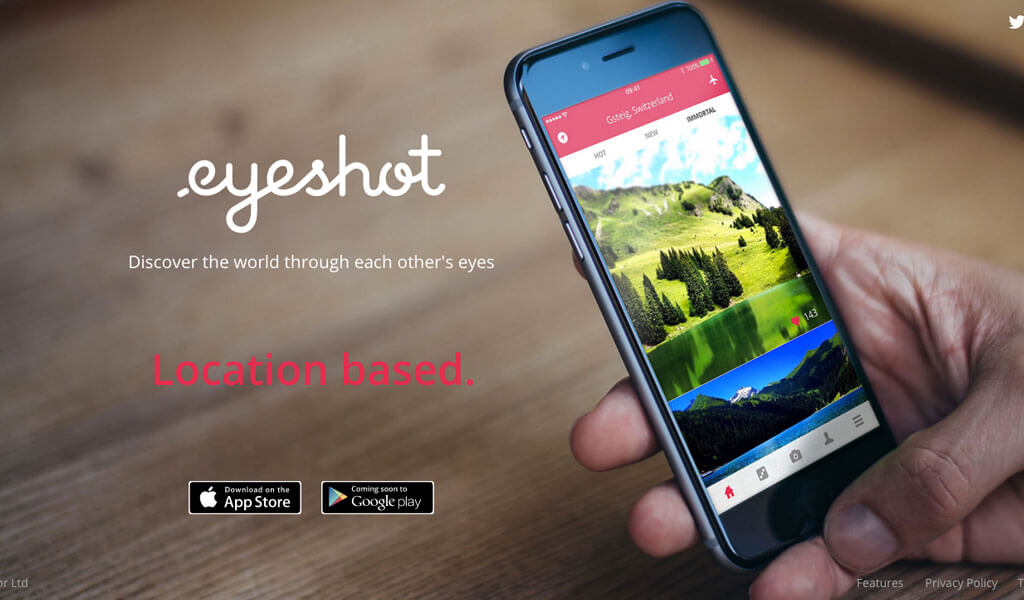 eyeshot
Discover the world through each other's eyes
Location based.
Download on the
App Store
Coming soon to
Google play
09:41
100%
Gsteig, Switzerland
HOT
NEW
IMMORTAL
143
Ltd
Features
Privacy Policy